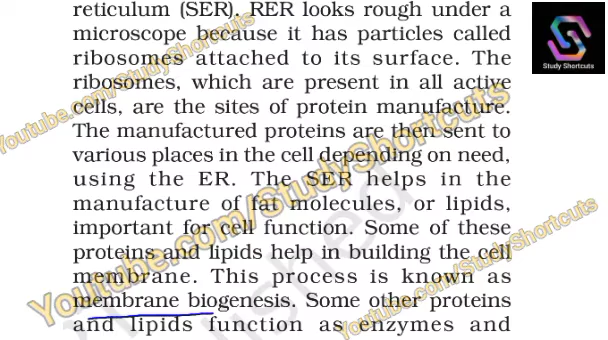 reticulum (SER). RER looks rough under a
microscope because it has particles called
ribosomes attached to its surface. The
ribosomes, which are present in all active
cells, are the sites of protein manufacture.
The manufactured proteins are then sent to
various places in the cell depending on need,
using the ER. The SER helps in the
manufacture of fat molecules, or lipids,
important for cell function. Some of these
proteins and lipids help in building the cell
membrane. This process is known as
membrane biogenesis. Some other proteins
and lipids function as enzymes and
Study Shortcuts
Youtube.com/StudyShortcuts
Youtube.com/StudyShortcuts
Youtube.com/StudyShortcuts